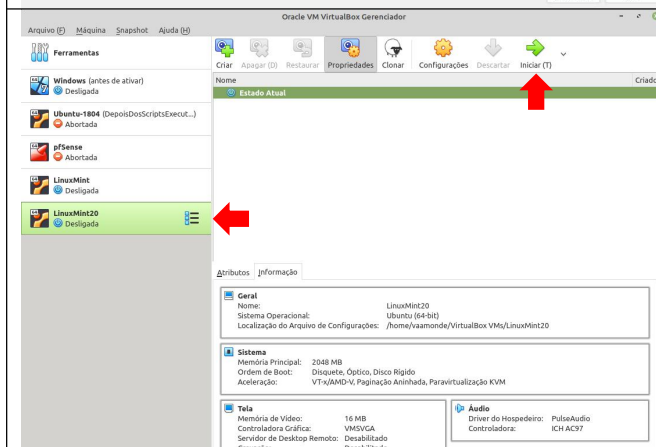 Oracle VM VirtualBox Gerenciador
Arquivo (F) Máquina Snapshot Ajuda (H)
Ferramentas
Criar Apagar (D) Restaurar Propriedades Clonar Configurações Descartar Iniciar (T)
Nome Criado
Estado Atual
Windows (antes de ativar)
Desligada
Ubuntu-1804 (DepoisDosScriptsExecut...)
Abortada
pfSense
Abortada
LinuxMint
Desligada
LinuxMint20
Desligada
Atributos Informação
Geral
Nome: LinuxMint20
Sistema Operacional: Ubuntu (64-bit)
Localização do Arquivo de Configurações: /home/vaamonde/VirtualBox VMs/LinuxMint20
Sistema
Memória Principal: 2048 MB
Ordem de Boot: Disquete, Óptico, Disco Rígido
Aceleração: VT-x/AMD-V, Paginação Aninhada, Paravirtualização KVM
Tela
Memória de Vídeo: 16 MB
Controladora Gráfica: VMSVGA
Servidor de Desktop Remoto: Desabilitado
Áudio
Driver do Hospedeiro: PulseAudio
Controladora: ICH AC97